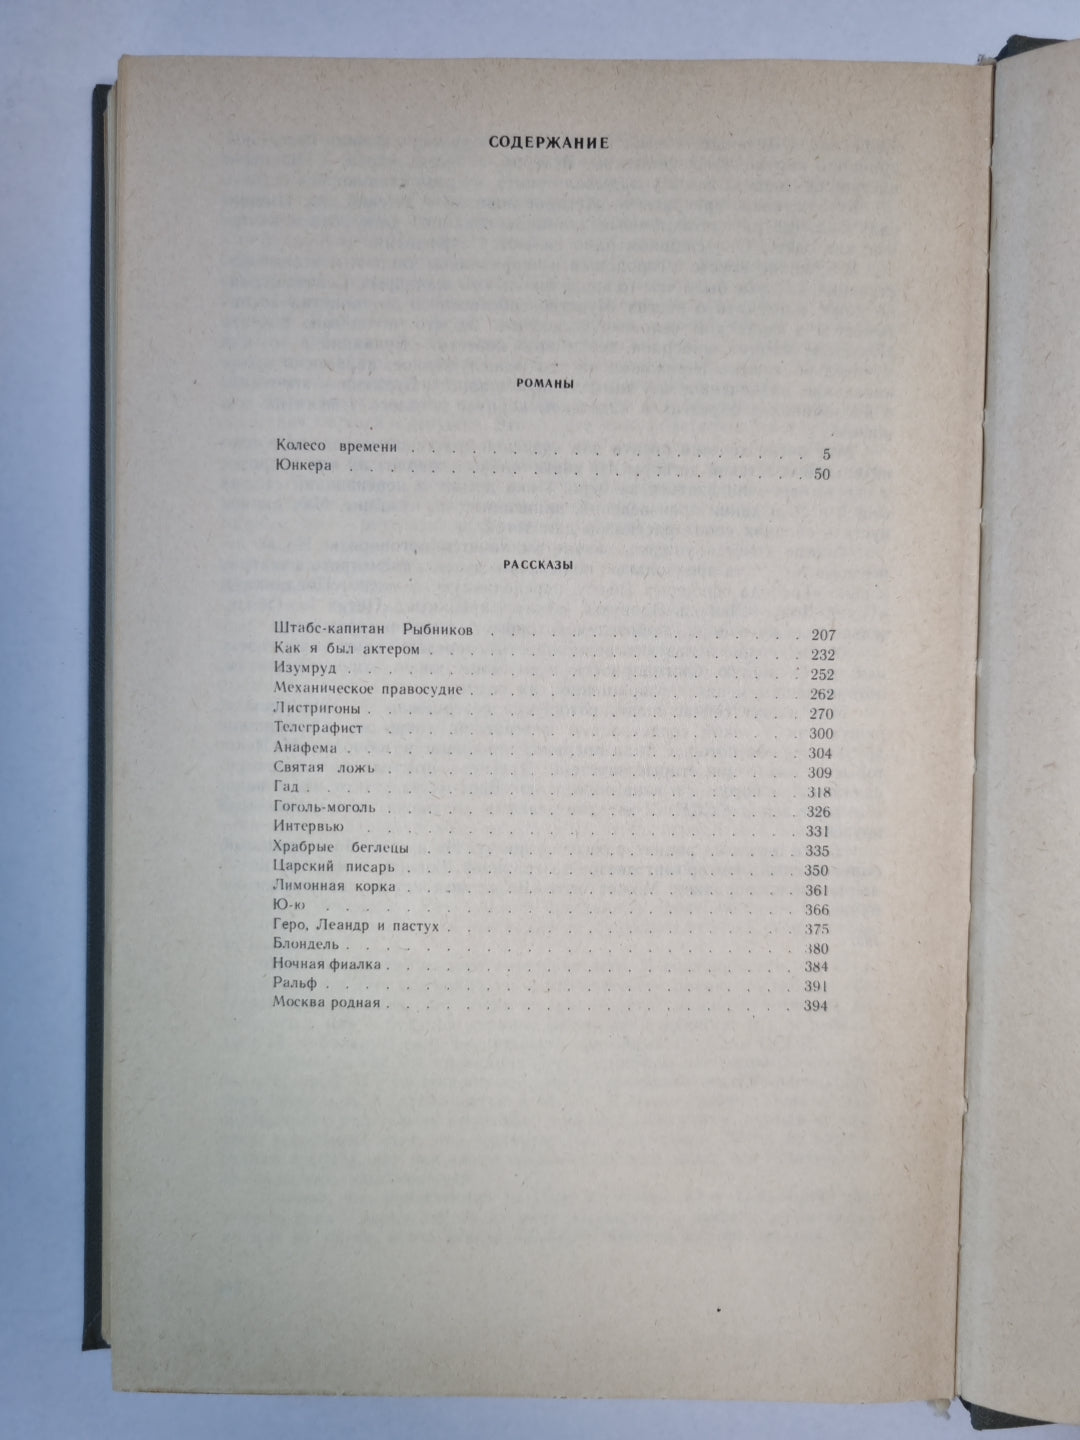 СОДЕРЖАНИЕ
РОМАНЫ
Колесо времени . . . . . . . . . . . . . . . . . . . . 5
Юнкера . . . . . . . . . . . . . . . . . . . . . . . 50
РАССКАЗЫ
Штабс-капитан Рыбников . . . . . . . . . . . . . . . . 207
Как я был актером . . . . . . . . . . . . . . . . . . . 232
Изумруд . . . . . . . . . . . . . . . . . . . . . . . 252
Механическое правосудие . . . . . . . . . . . . . . . . . 262
Листригоны . . . . . . . . . . . . . . . . . . . . . . 270
Телеграфист . . . . . . . . . . . . . . . . . . . . . 300
Анафема . . . . . . . . . . . . . . . . . . . . . . . 304
Святая ложь . . . . . . . . . . . . . . . . . . . . . 309
Гад . . . . . . . . . . . . . . . . . . . . . . . . . 318
Гоголь-моголь . . . . . . . . . . . . . . . . . . . . . 326
Интервью . . . . . . . . . . . . . . . . . . . . . . 331
Храбрые беглецы . . . . . . . . . . . . . . . . . . . 335
Царский писарь . . . . . . . . . . . . . . . . . . . . 350
Лимонная корка . . . . . . . . . . . . . . . . . . . . 361
Ю-ю . . . . . . . . . . . . . . . . . . . . . . . . 366
Геро, Леандр и пастух . . . . . . . . . . . . . . . . . . 375
Блондель . . . . . . . . . . . . . . . . . . . . . . . 380
Ночная фиалка . . . . . . . . . . . . . . . . . . . . . 384
Ральф . . . . . . . . . . . . . . . . . . . . . . . . 391
Москва родная . . . . . . . . . . . . . . . . . . . . . 394